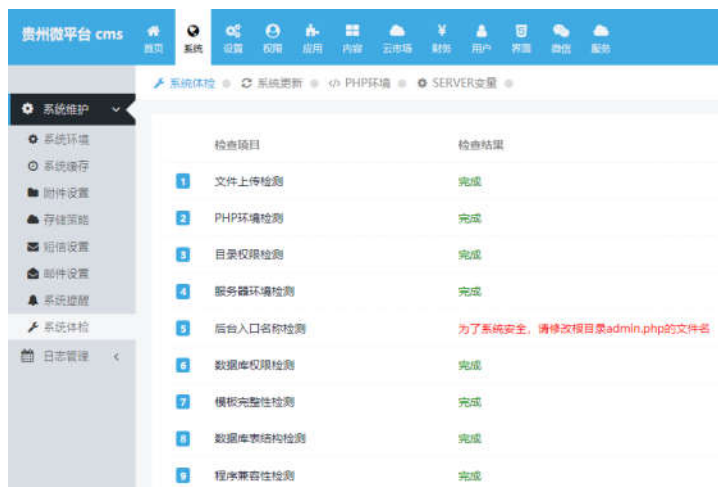 贵州微平台 cms
首页 系统 设置 权限 应用 内容 云市场 财务 用户 界面 微信 服务
系统体检 系统更新 </> PHP环境 SERVER变量
系统维护
系统环境
系统缓存
附件设置
存储策略
短信设置
邮件设置
系统提醒
系统体检
日志管理
检查项目 检查结果
1 文件上传检测 完成
2 PHP环境检测 完成
3 目录权限检测 完成
4 服务器环境检测 完成
5 后台入口名称检测 为了系统安全，请修改根目录admin.php的文件名
6 数据库权限检测 完成
7 模板完整性检测 完成
8 数据库表结构检测 完成
9 程序兼容性检测 完成